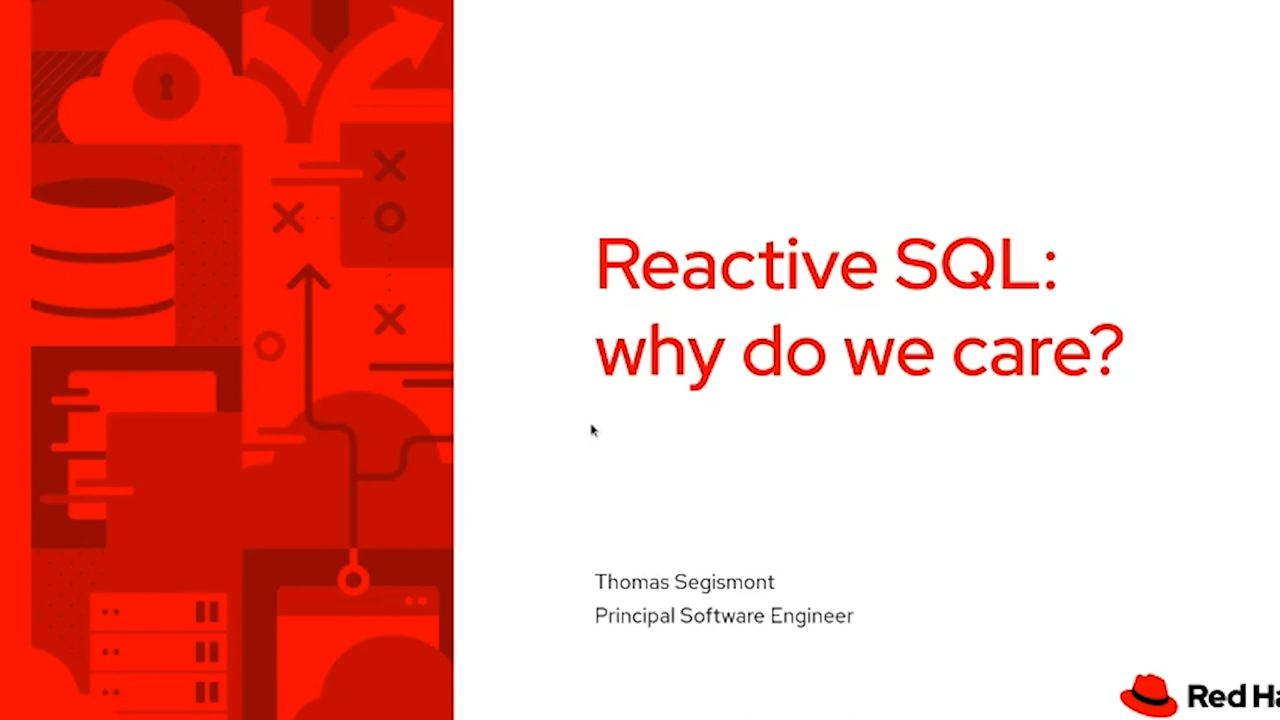 Reactive SQL:
why do we care?
Thomas Segismont
Principal Software Engineer
Red Ha